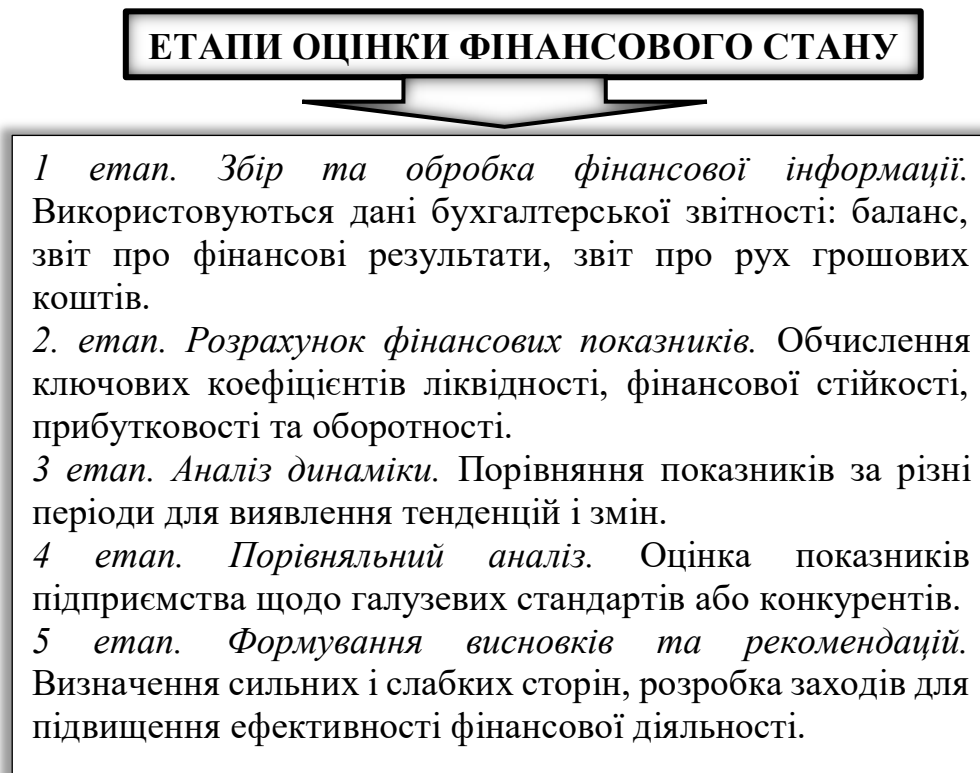 ЕТАПИ ОЦІНКИ ФІНАНСОВОГО СТАНУ
1 етап. Збір та обробка фінансової інформації.
Використовуються дані бухгалтерської звітності: баланс,
звіт про фінансові результати, звіт про рух грошових
коштів.
2. етап. Розрахунок фінансових показників. Обчислення
ключових коефіцієнтів ліквідності, фінансової стійкості,
прибутковості та оборотності.
3 етап. Аналіз динаміки. Порівняння показників за різні
періоди для виявлення тенденцій і змін.
4 етап. Порівняльний аналіз. Оцінка показників
підприємства щодо галузевих стандартів або конкурентів.
5 етап. Формування висновків та рекомендацій.
Визначення сильних і слабких сторін, розробка заходів для
підвищення ефективності фінансової діяльності.